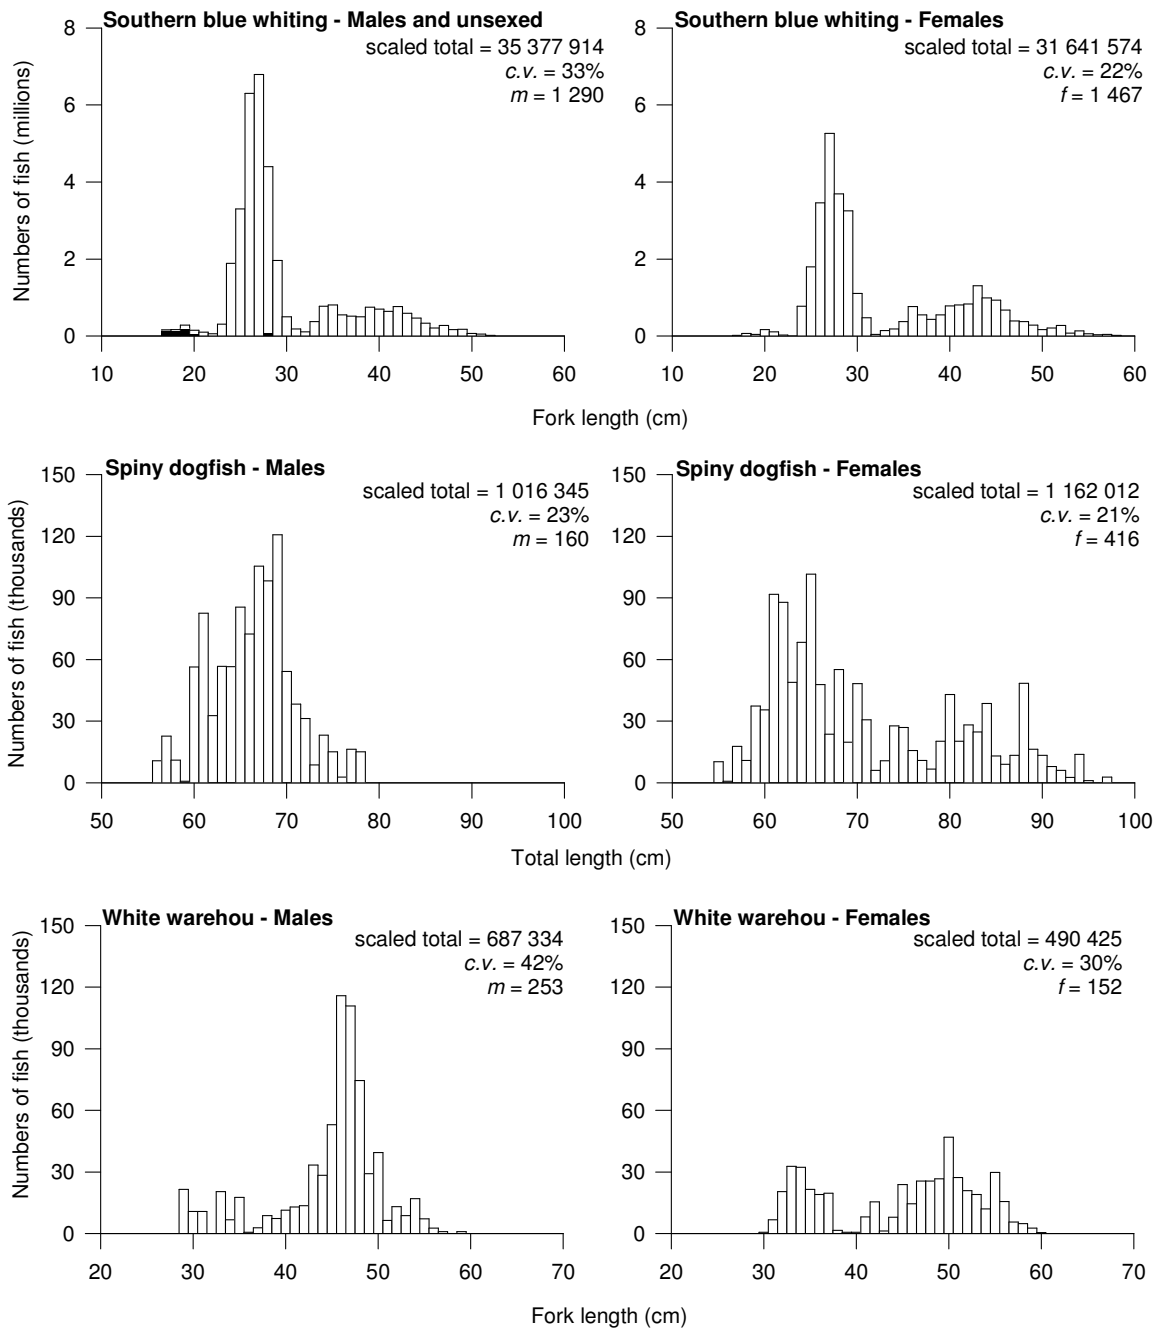 Southern blue whiting - Males and unsexed
scaled total = 35 377 914
c.v. = 33%
m = 1 290
8
6
4
2
0
10 20 30 40 50 60
Numbers of fish (millions)
Southern blue whiting - Females
scaled total = 31 641 574
c.v. = 22%
f = 1 467
8
6
4
2
0
10 20 30 40 50 60
Fork length (cm)
Spiny dogfish - Males
scaled total = 1 016 345
c.v. = 23%
m = 160
150
120
90
60
30
0
50 60 70 80 90 100
Numbers of fish (thousands)
Spiny dogfish - Females
scaled total = 1 162 012
c.v. = 21%
f = 416
150
120
90
60
30
0
50 60 70 80 90 100
Total length (cm)
White warehou - Males
scaled total = 687 334
c.v. = 42%
m = 253
150
120
90
60
30
0
20 30 40 50 60 70
Numbers of fish (thousands)
White warehou - Females
scaled total = 490 425
c.v. = 30%
f = 152
150
120
90
60
30
0
20 30 40 50 60 70
Fork length (cm)